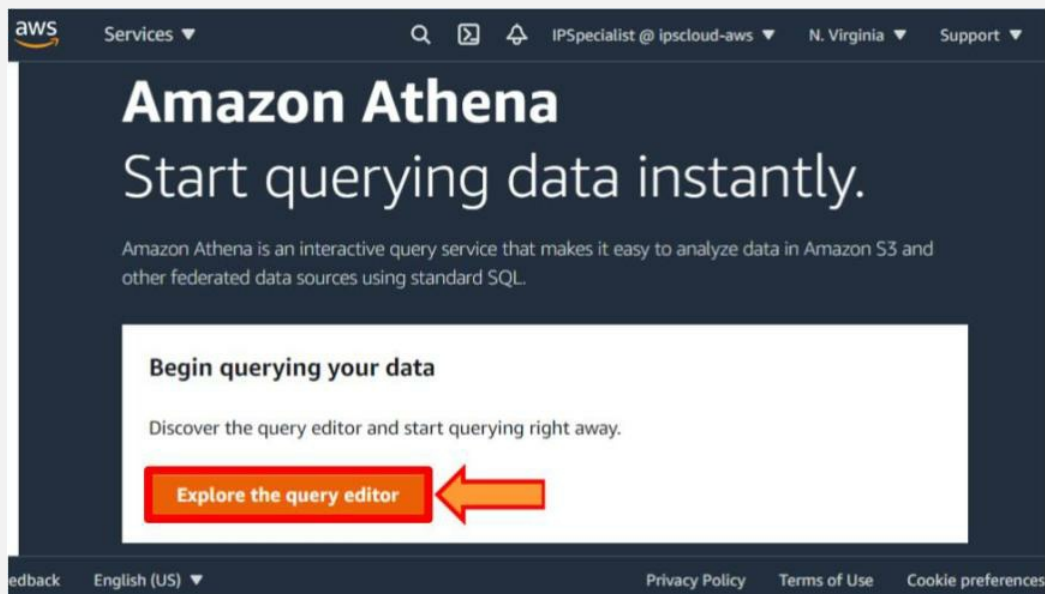 aws Services ▼ IPSpecialist @ ipscloud-aws ▼ N. Virginia ▼ Support ▼
Amazon Athena
Start querying data instantly.
Amazon Athena is an interactive query service that makes it easy to analyze data in Amazon S3 and
other federated data sources using standard SQL.
Begin querying your data
Discover the query editor and start querying right away.
Explore the query editor
edback English (US) ▼ Privacy Policy Terms of Use Cookie preferences